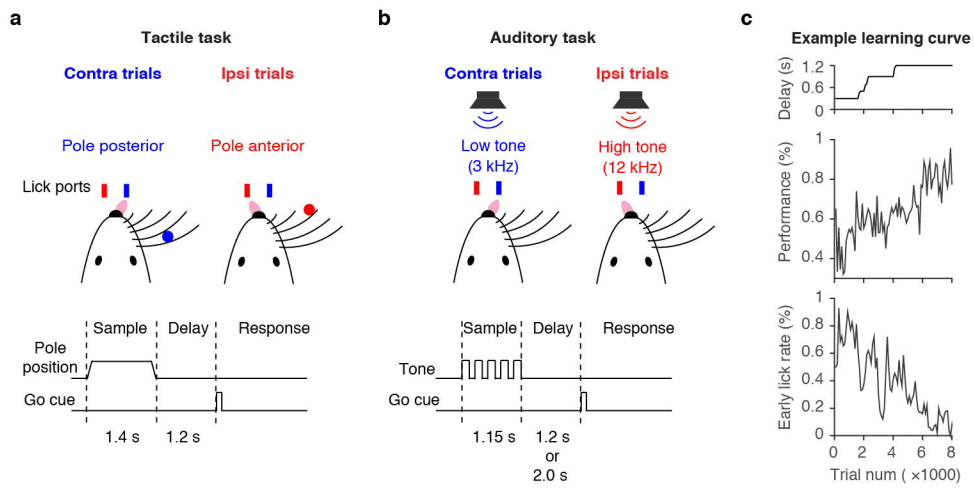 a
Tactile task
Contra trials
Ipsi trials
Pole posterior
Pole anterior
Lick ports
Sample
Delay
Response
Pole
position
Go cue
1.4 s
1.2 s
b
Auditory task
Contra trials
Ipsi trials
Low tone
(3 kHz)
High tone
(12 kHz)
Sample
Delay
Response
Tone
Go cue
1.15 s
1.2 s
or
2.0 s
c
Example learning curve
Delay (s)
1.2
0.6
0
Performance (%)
1
0.8
0.6
0.4
Early lick rate (%)
1
0.8
0.6
0.4
0.2
0
0 2 4 6 8
Trial num ( ×1000)